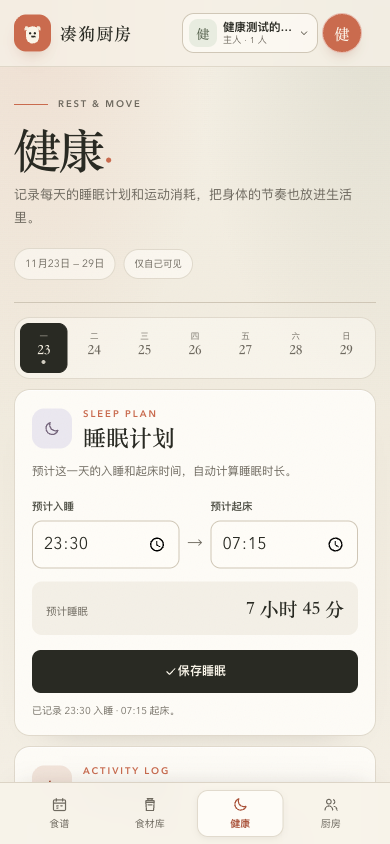 凑狗厨房
健
健康测试的...
主人 · 1 人
健
REST & MOVE
健康.
记录每天的睡眠计划和运动消耗，把身体的节奏也放进生活
里。
11月23日 – 29日
仅自己可见
一 二 三 四 五 六 日
23 24 25 26 27 28 29
SLEEP PLAN
睡眠计划
预计这一天的入睡和起床时间，自动计算睡眠时长。
预计入睡 预计起床
23:30 → 07:15
预计睡眠 7 小时 45 分
✓保存睡眠
已记录 23:30 入睡 · 07:15 起床。
ACTIVITY LOG
食谱 食材库 健康 厨房